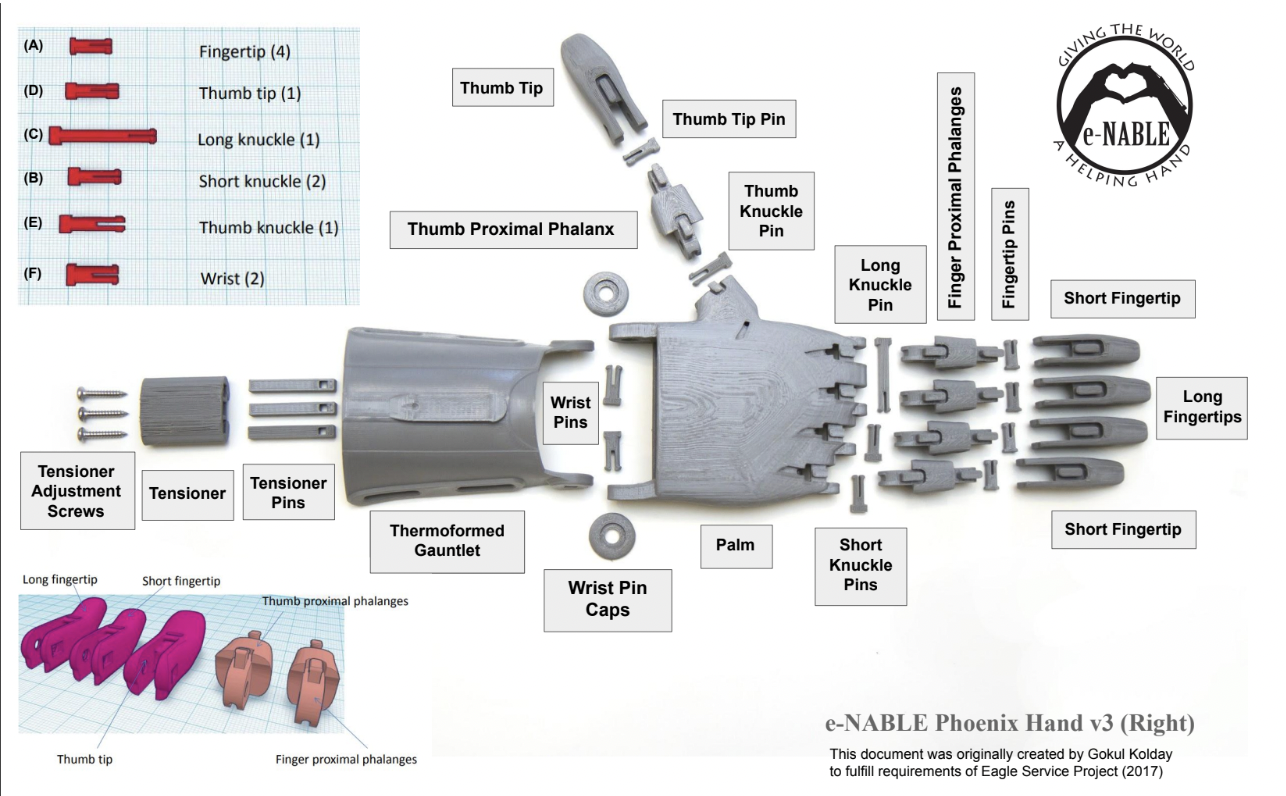 (A)
Fingertip (4)
(D)
Thumb tip (1)
(C)
Long knuckle (1)
(B)
Short knuckle (2)
(E)
Thumb knuckle (1)
(F)
Wrist (2)
GIVING THE WORLD
e-NABLE
A HELPING HAND
Thumb Tip
Thumb Tip Pin
Thumb
Knuckle
Pin
Thumb Proximal Phalanx
Long
Knuckle
Pin
Finger Proximal Phalanges
Fingertip Pins
Short Fingertip
Long
Fingertips
Short Fingertip
Wrist
Pins
Tensioner
Adjustment
Screws
Tensioner
Tensioner
Pins
Thermoformed
Gauntlet
Palm
Short
Knuckle
Pins
Wrist Pin
Caps
Long fingertip
Short fingertip
Thumb proximal phalanges
Thumb tip
Finger proximal phalanges
e-NABLE Phoenix Hand v3 (Right)
This document was originally created by Gokul Kolday
to fulfill requirements of Eagle Service Project (2017)